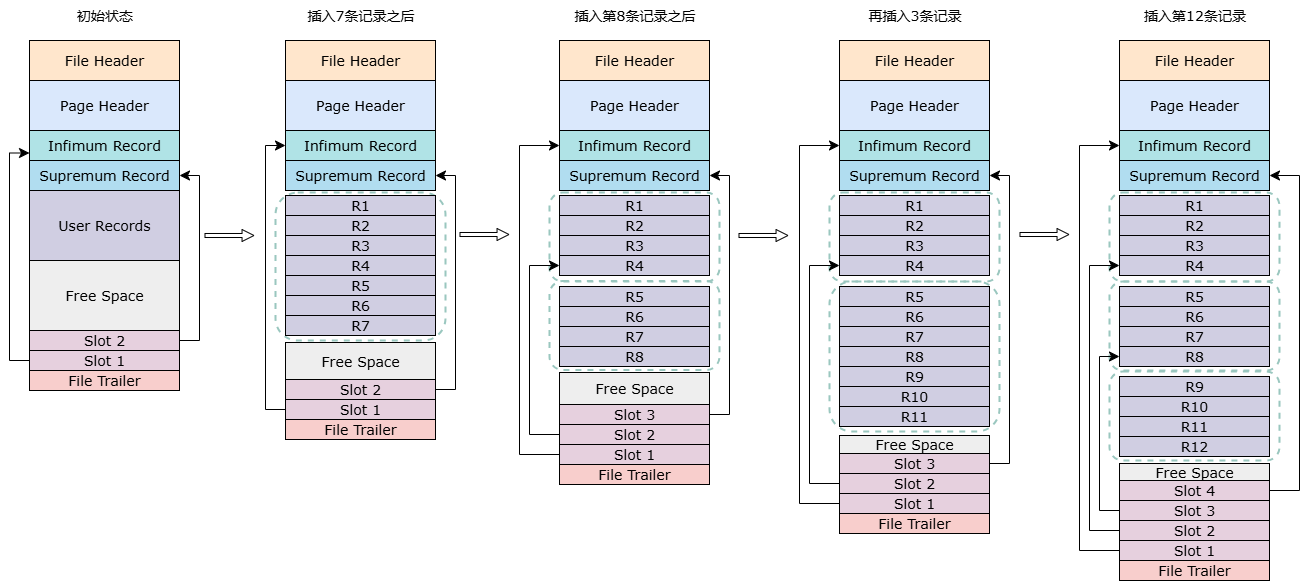 初始状态
File Header
Page Header
Infimum Record
Supremum Record
User Records
Free Space
Slot 2
Slot 1
File Trailer
插入7条记录之后
File Header
Page Header
Infimum Record
Supremum Record
R1
R2
R3
R4
R5
R6
R7
Free Space
Slot 2
Slot 1
File Trailer
插入第8条记录之后
File Header
Page Header
Infimum Record
Supremum Record
R1
R2
R3
R4
R5
R6
R7
R8
Free Space
Slot 3
Slot 2
Slot 1
File Trailer
再插入3条记录
File Header
Page Header
Infimum Record
Supremum Record
R1
R2
R3
R4
R5
R6
R7
R8
R9
R10
R11
Free Space
Slot 3
Slot 2
Slot 1
File Trailer
插入第12条记录
File Header
Page Header
Infimum Record
Supremum Record
R1
R2
R3
R4
R5
R6
R7
R8
R9
R10
R11
R12
Free Space
Slot 4
Slot 3
Slot 2
Slot 1
File Trailer